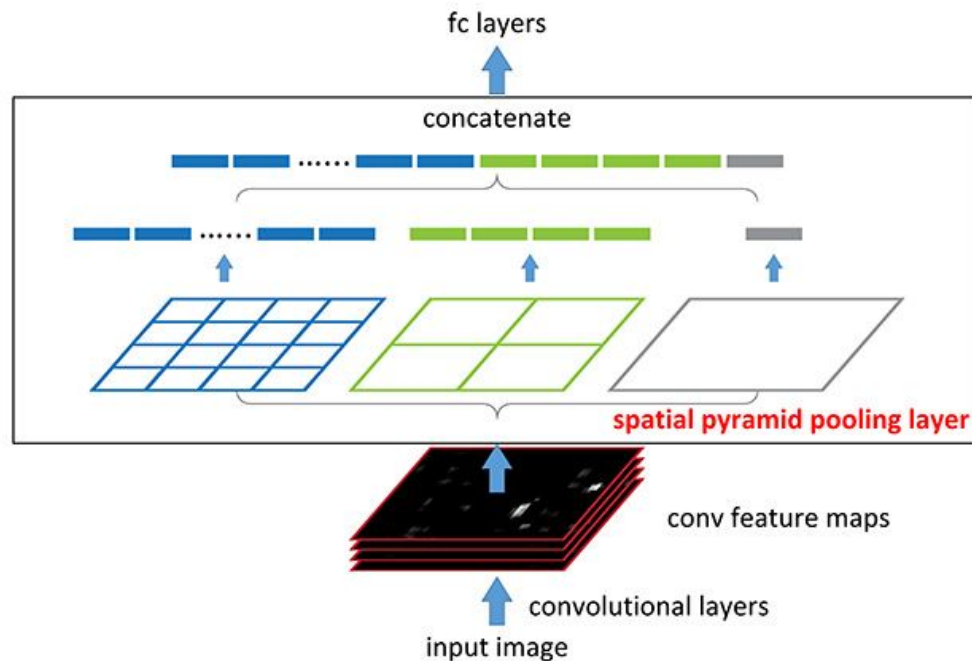 fc layers
concatenate
......
......
spatial pyramid pooling layer
conv feature maps
convolutional layers
input image